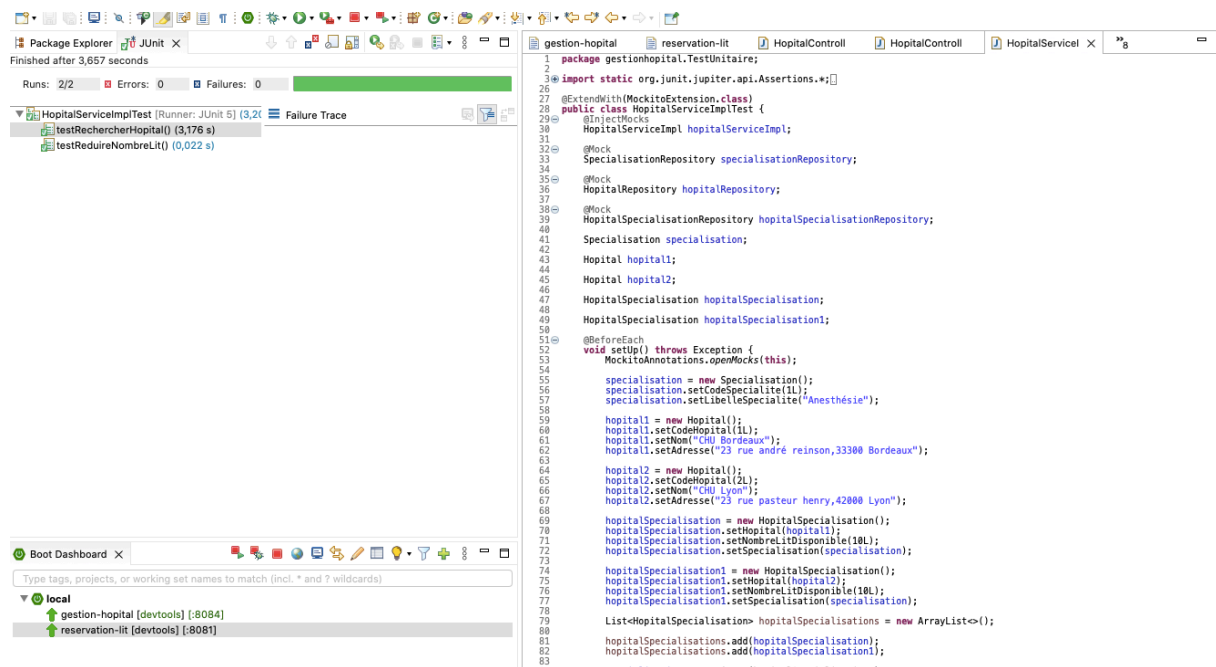 Package Explorer
JUnit
Finished after 3,657 seconds
Runs: 2/2 Errors: 0 Failures: 0
HopitalServiceImplTest [Runner: JUnit 5] (3,20
testRechercherHopital() (3,176 s)
testReduireNombreLit() (0,022 s)
Failure Trace
Boot Dashboard
Type tags, projects, or working set names to match (incl. * and ? wildcards)
local
gestion-hopital [devtools] [:8084]
reservation-lit [devtools] [:8081]
gestion-hopital reservation-lit HopitalControll HopitalControll HopitalServiceI 8
1 package gestionhopital.TestUnitaire;
2
3 import static org.junit.jupiter.api.Assertions.*;
26
27 @ExtendWith(MockitoExtension.class)
28 public class HopitalServiceImplTest {
29 @InjectMocks
30 HopitalServiceImpl hopitalServiceImpl;
31
32 @Mock
33 SpecialisationRepository specialisationRepository;
34
35 @Mock
36 HopitalRepository hopitalRepository;
37
38 @Mock
39 HopitalSpecialisationRepository hopitalSpecialisationRepository;
40
41 Specialisation specialisation;
42
43 Hopital hopital1;
44
45 Hopital hopital2;
46
47 HopitalSpecialisation hopitalSpecialisation;
48
49 HopitalSpecialisation hopitalSpecialisation1;
50
51 @BeforeEach
52 void setUp() throws Exception {
53 MockitoAnnotations.openMocks(this);
54
55 specialisation = new Specialisation();
56 specialisation.setCodeSpecialite(1L);
57 specialisation.setLibelleSpecialite("Anesthésie");
58
59 hopital1 = new Hopital();
60 hopital1.setCodeHopital(1L);
61 hopital1.setNom("CHU Bordeaux");
62 hopital1.setAdresse("23 rue andré reinson,33300 Bordeaux");
63
64 hopital2 = new Hopital();
65 hopital2.setCodeHopital(2L);
66 hopital2.setNom("CHU Lyon");
67 hopital2.setAdresse("23 rue pasteur henry,42000 Lyon");
68
69 hopitalSpecialisation = new HopitalSpecialisation();
70 hopitalSpecialisation.setHopital(hopital1);
71 hopitalSpecialisation.setNombreLitDisponible(10L);
72 hopitalSpecialisation.setSpecialisation(specialisation);
73
74 hopitalSpecialisation1 = new HopitalSpecialisation();
75 hopitalSpecialisation1.setHopital(hopital2);
76 hopitalSpecialisation1.setNombreLitDisponible(10L);
77 hopitalSpecialisation1.setSpecialisation(specialisation);
78
79 List<HopitalSpecialisation> hopitalSpecialisations = new ArrayList<>();
80
81 hopitalSpecialisations.add(hopitalSpecialisation);
82 hopitalSpecialisations.add(hopitalSpecialisation1);
83